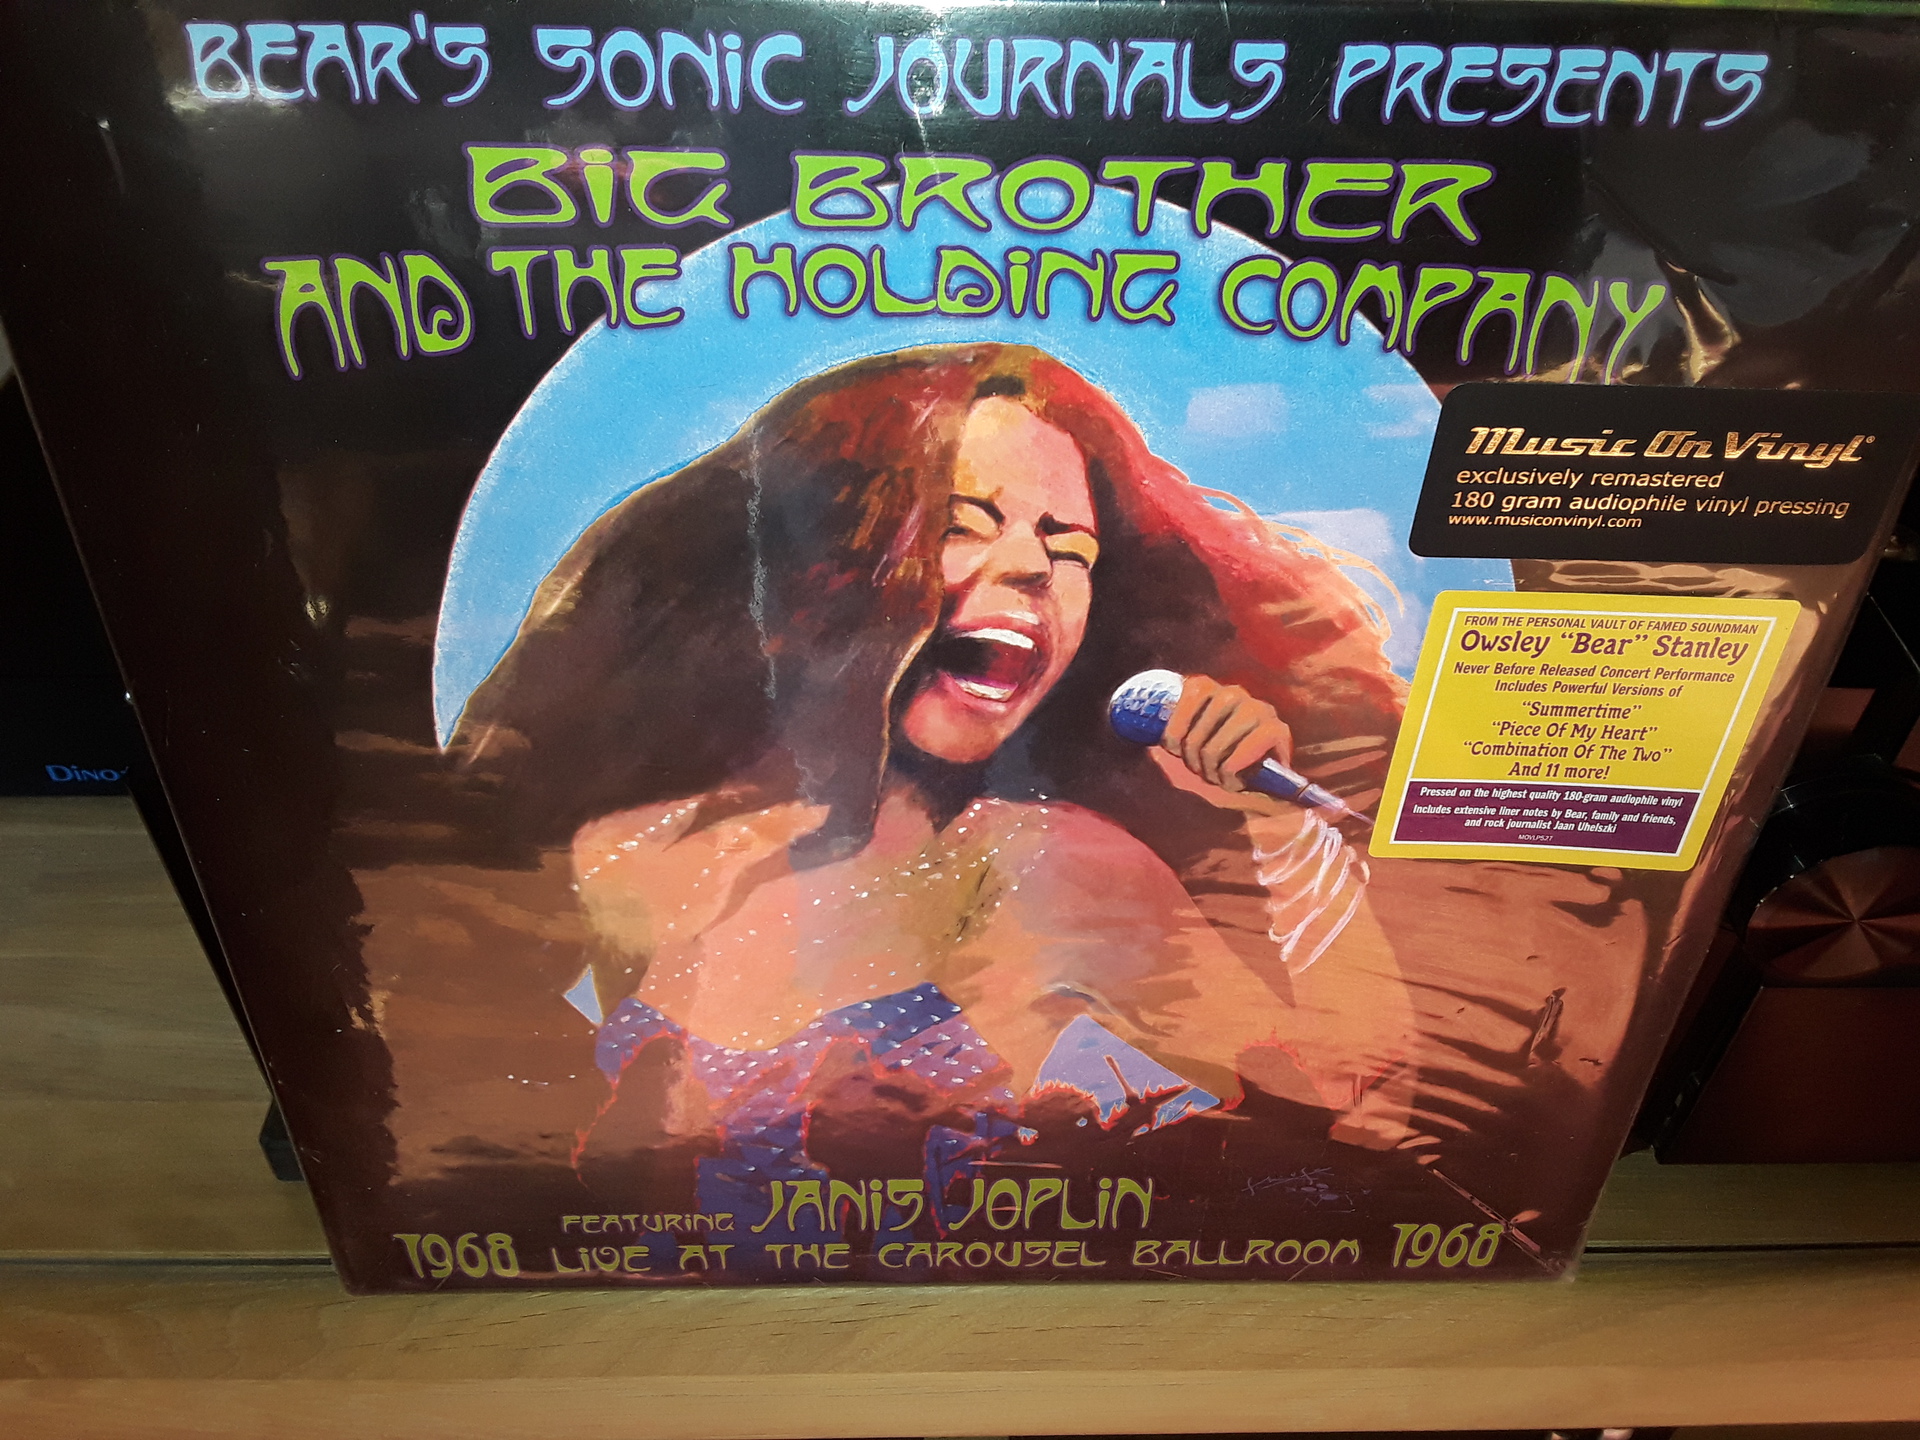 BEAR'S SONIC JOURNALS PRESENTS
BIG BROTHER
AND THE HOLDING COMPANY
Music On Vinyl®
exclusively remastered
180 gram audiophile vinyl pressing
www.musiconvinyl.com
FROM THE PERSONAL VAULT OF FAMED SOUNDMAN
Owsley “Bear” Stanley
Never Before Released Concert Performance
Includes Powerful Versions of
“Summertime”
“Piece Of My Heart”
“Combination Of The Two”
And 11 more!
Pressed on the highest quality 180-gram audiophile vinyl
Includes extensive liner notes by Bear, family and friends,
and rock journalist Jaan Uhelszki
MOVLP527
DINO
FEATURING JANIS JOPLIN
1968 LIVE AT THE CAROUSEL BALLROOM 1968